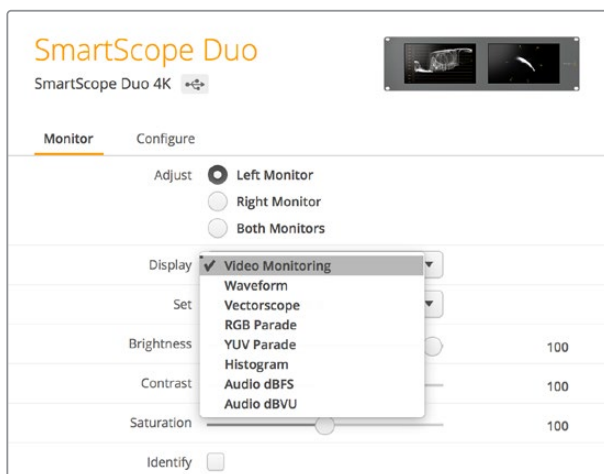 SmartScope Duo
SmartScope Duo 4K
Monitor Configure
Adjust Left Monitor
Right Monitor
Both Monitors
Display Video Monitoring
Waveform
Set Vectorscope
RGB Parade
Brightness YUV Parade 100
Histogram
Contrast Audio dBFS 100
Audio dBVU
Saturation 100
Identify